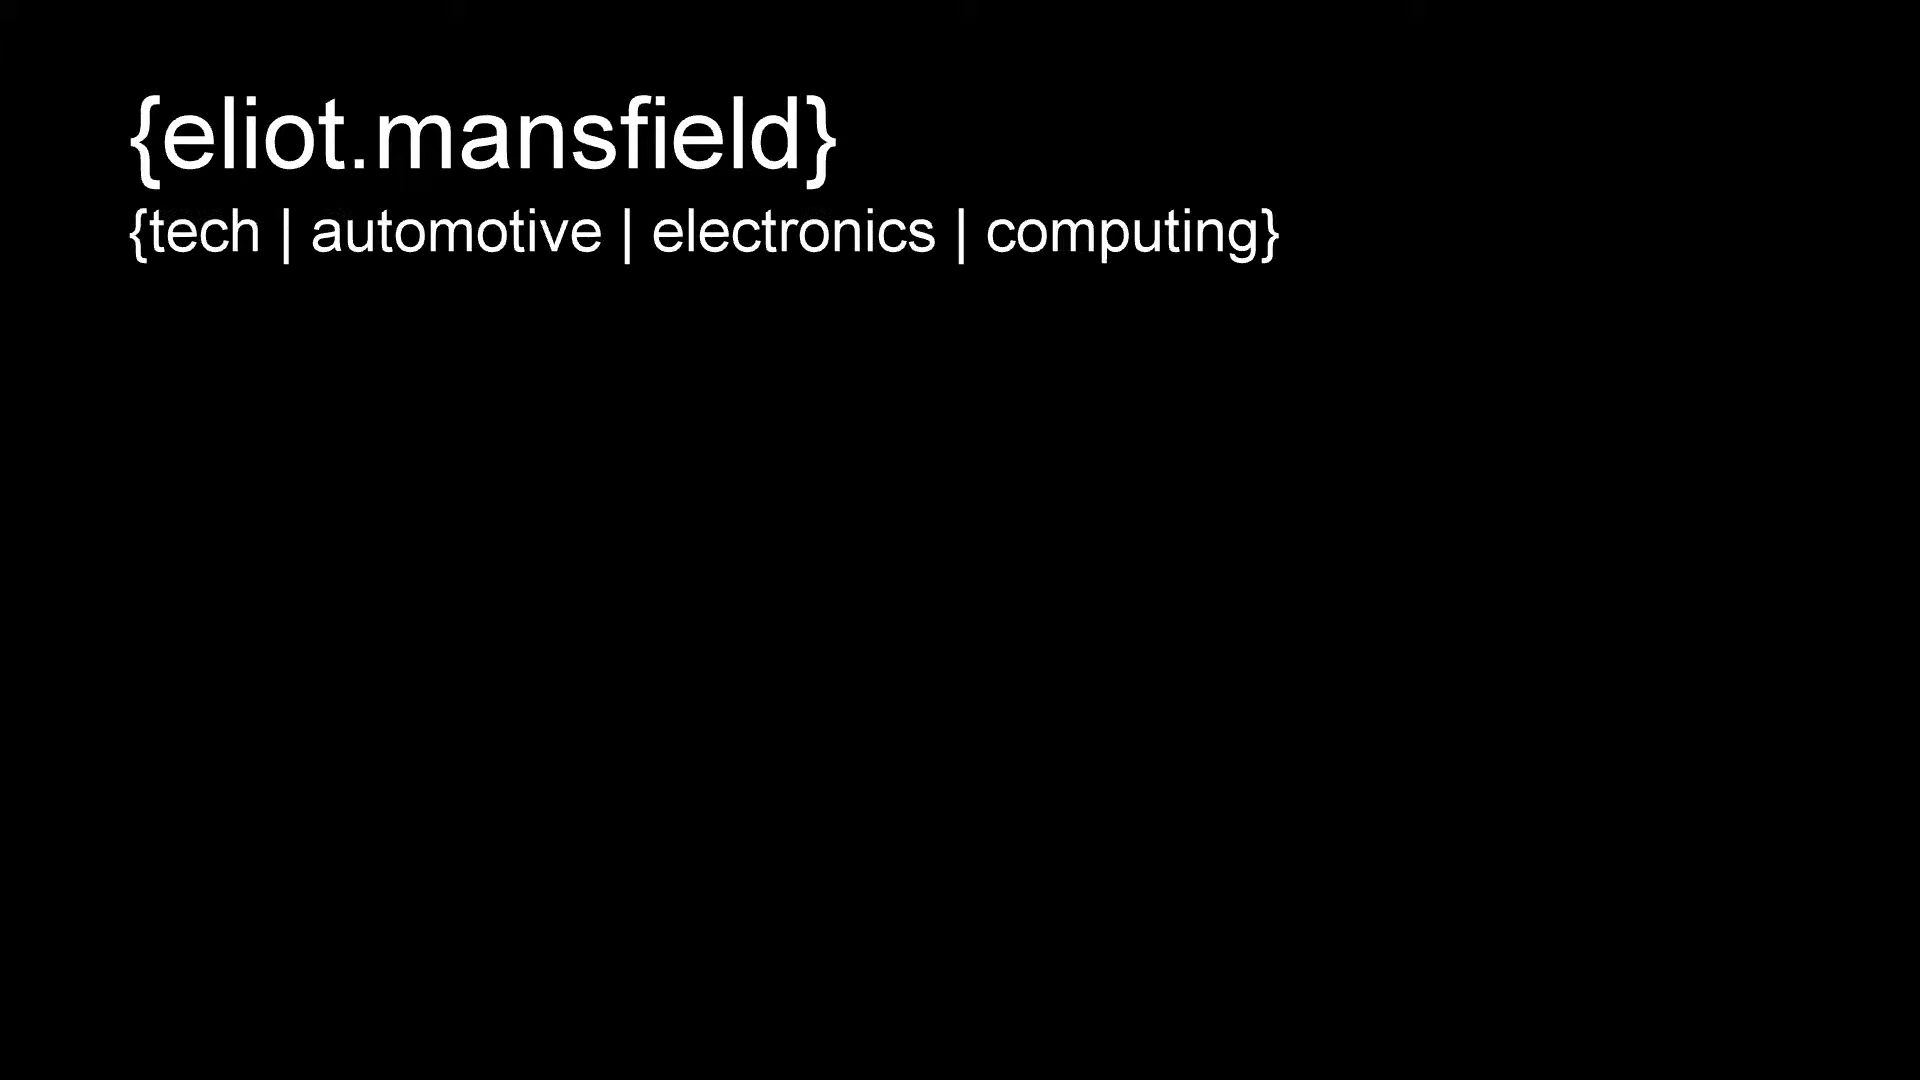 {eliot.mansfield}
{tech | automotive | electronics | computing}